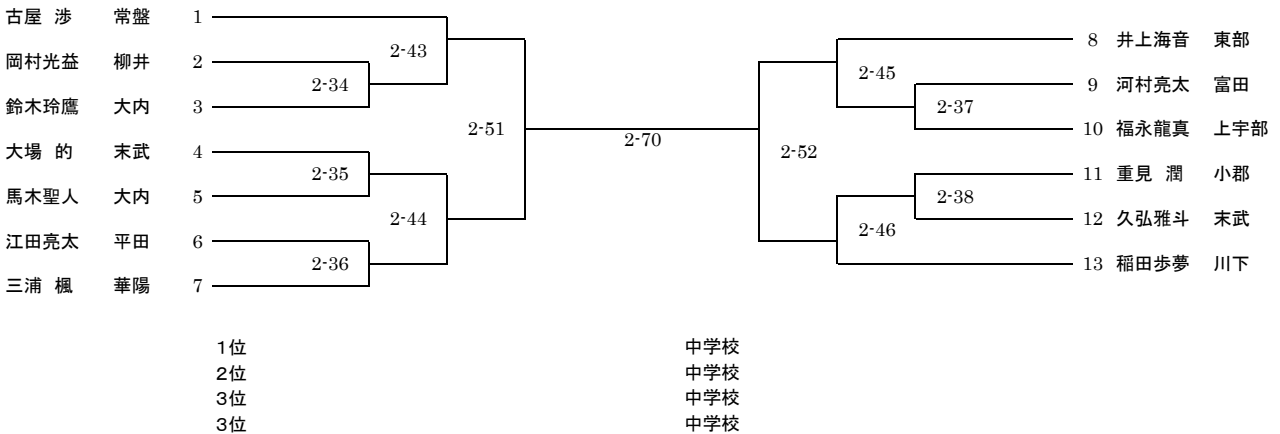 古屋 渉 常盤 1
岡村光益 柳井 2
鈴木玲鷹 大内 3
大場 的 末武 4
馬木聖人 大内 5
江田亮太 平田 6
三浦 楓 華陽 7
2-43
2-34
2-51
2-35
2-44
2-36
2-70
8 井上海音 東部
9 河村亮太 富田
10 福永龍真 上宇部
11 重見 潤 小郡
12 久弘雅斗 末武
13 稲田歩夢 川下
2-45
2-37
2-52
2-38
2-46
1位 中学校
2位 中学校
3位 中学校
3位 中学校